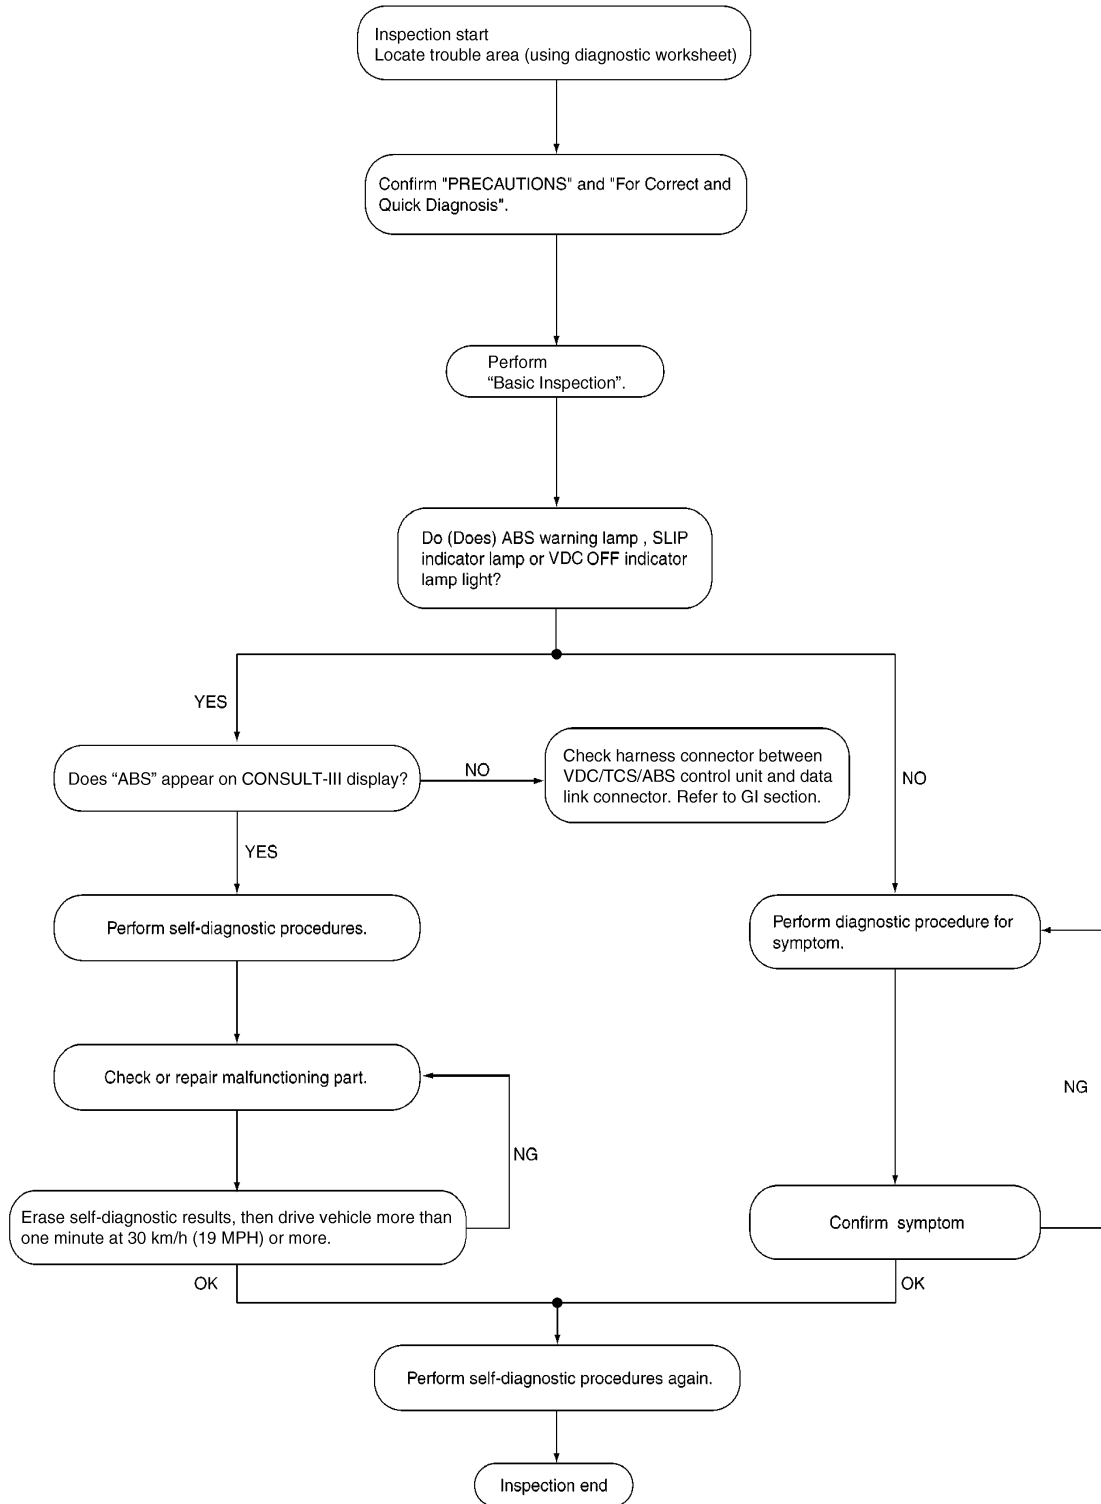 Inspection start
Locate trouble area (using diagnostic worksheet)
Confirm "PRECAUTIONS" and "For Correct and
Quick Diagnosis".
Perform
“Basic Inspection”.
Do (Does) ABS warning lamp , SLIP
indicator lamp or VDC OFF indicator
lamp light?
YES
NO
Does “ABS” appear on CONSULT-III display?
NO
Check harness connector between
VDC/TCS/ABS control unit and data
link connector. Refer to GI section.
YES
Perform self-diagnostic procedures.
Perform diagnostic procedure for
symptom.
Check or repair malfunctioning part.
NG
NG
Erase self-diagnostic results, then drive vehicle more than
one minute at 30 km/h (19 MPH) or more.
Confirm symptom
OK
OK
Perform self-diagnostic procedures again.
Inspection end